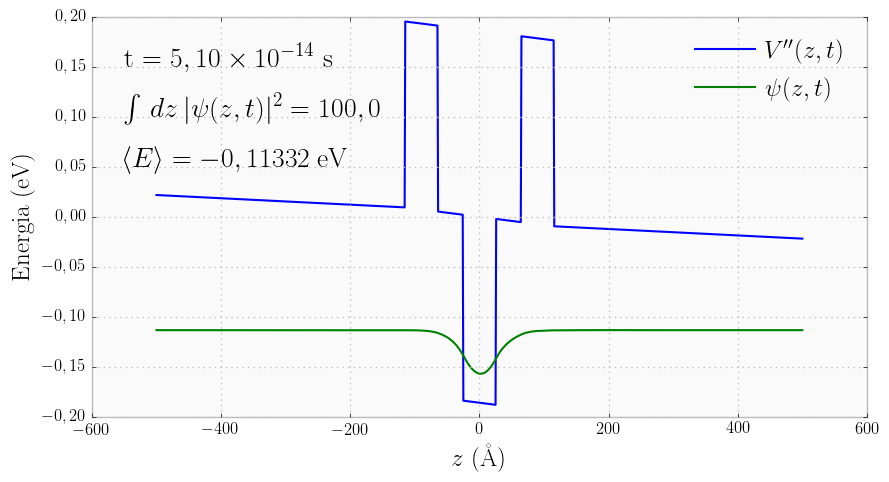 t = 5, 10 × 10⁻¹⁴ s
∫ dz |ψ(z, t)|² = 100, 0
⟨E⟩ = −0, 11332 eV
V′′(z, t)
ψ(z, t)
Energia (eV)
0, 20
0, 15
0, 10
0, 05
0, 00
−0, 05
−0, 10
−0, 15
−0, 20
−600 −400 −200 0 200 400 600
z (Å)